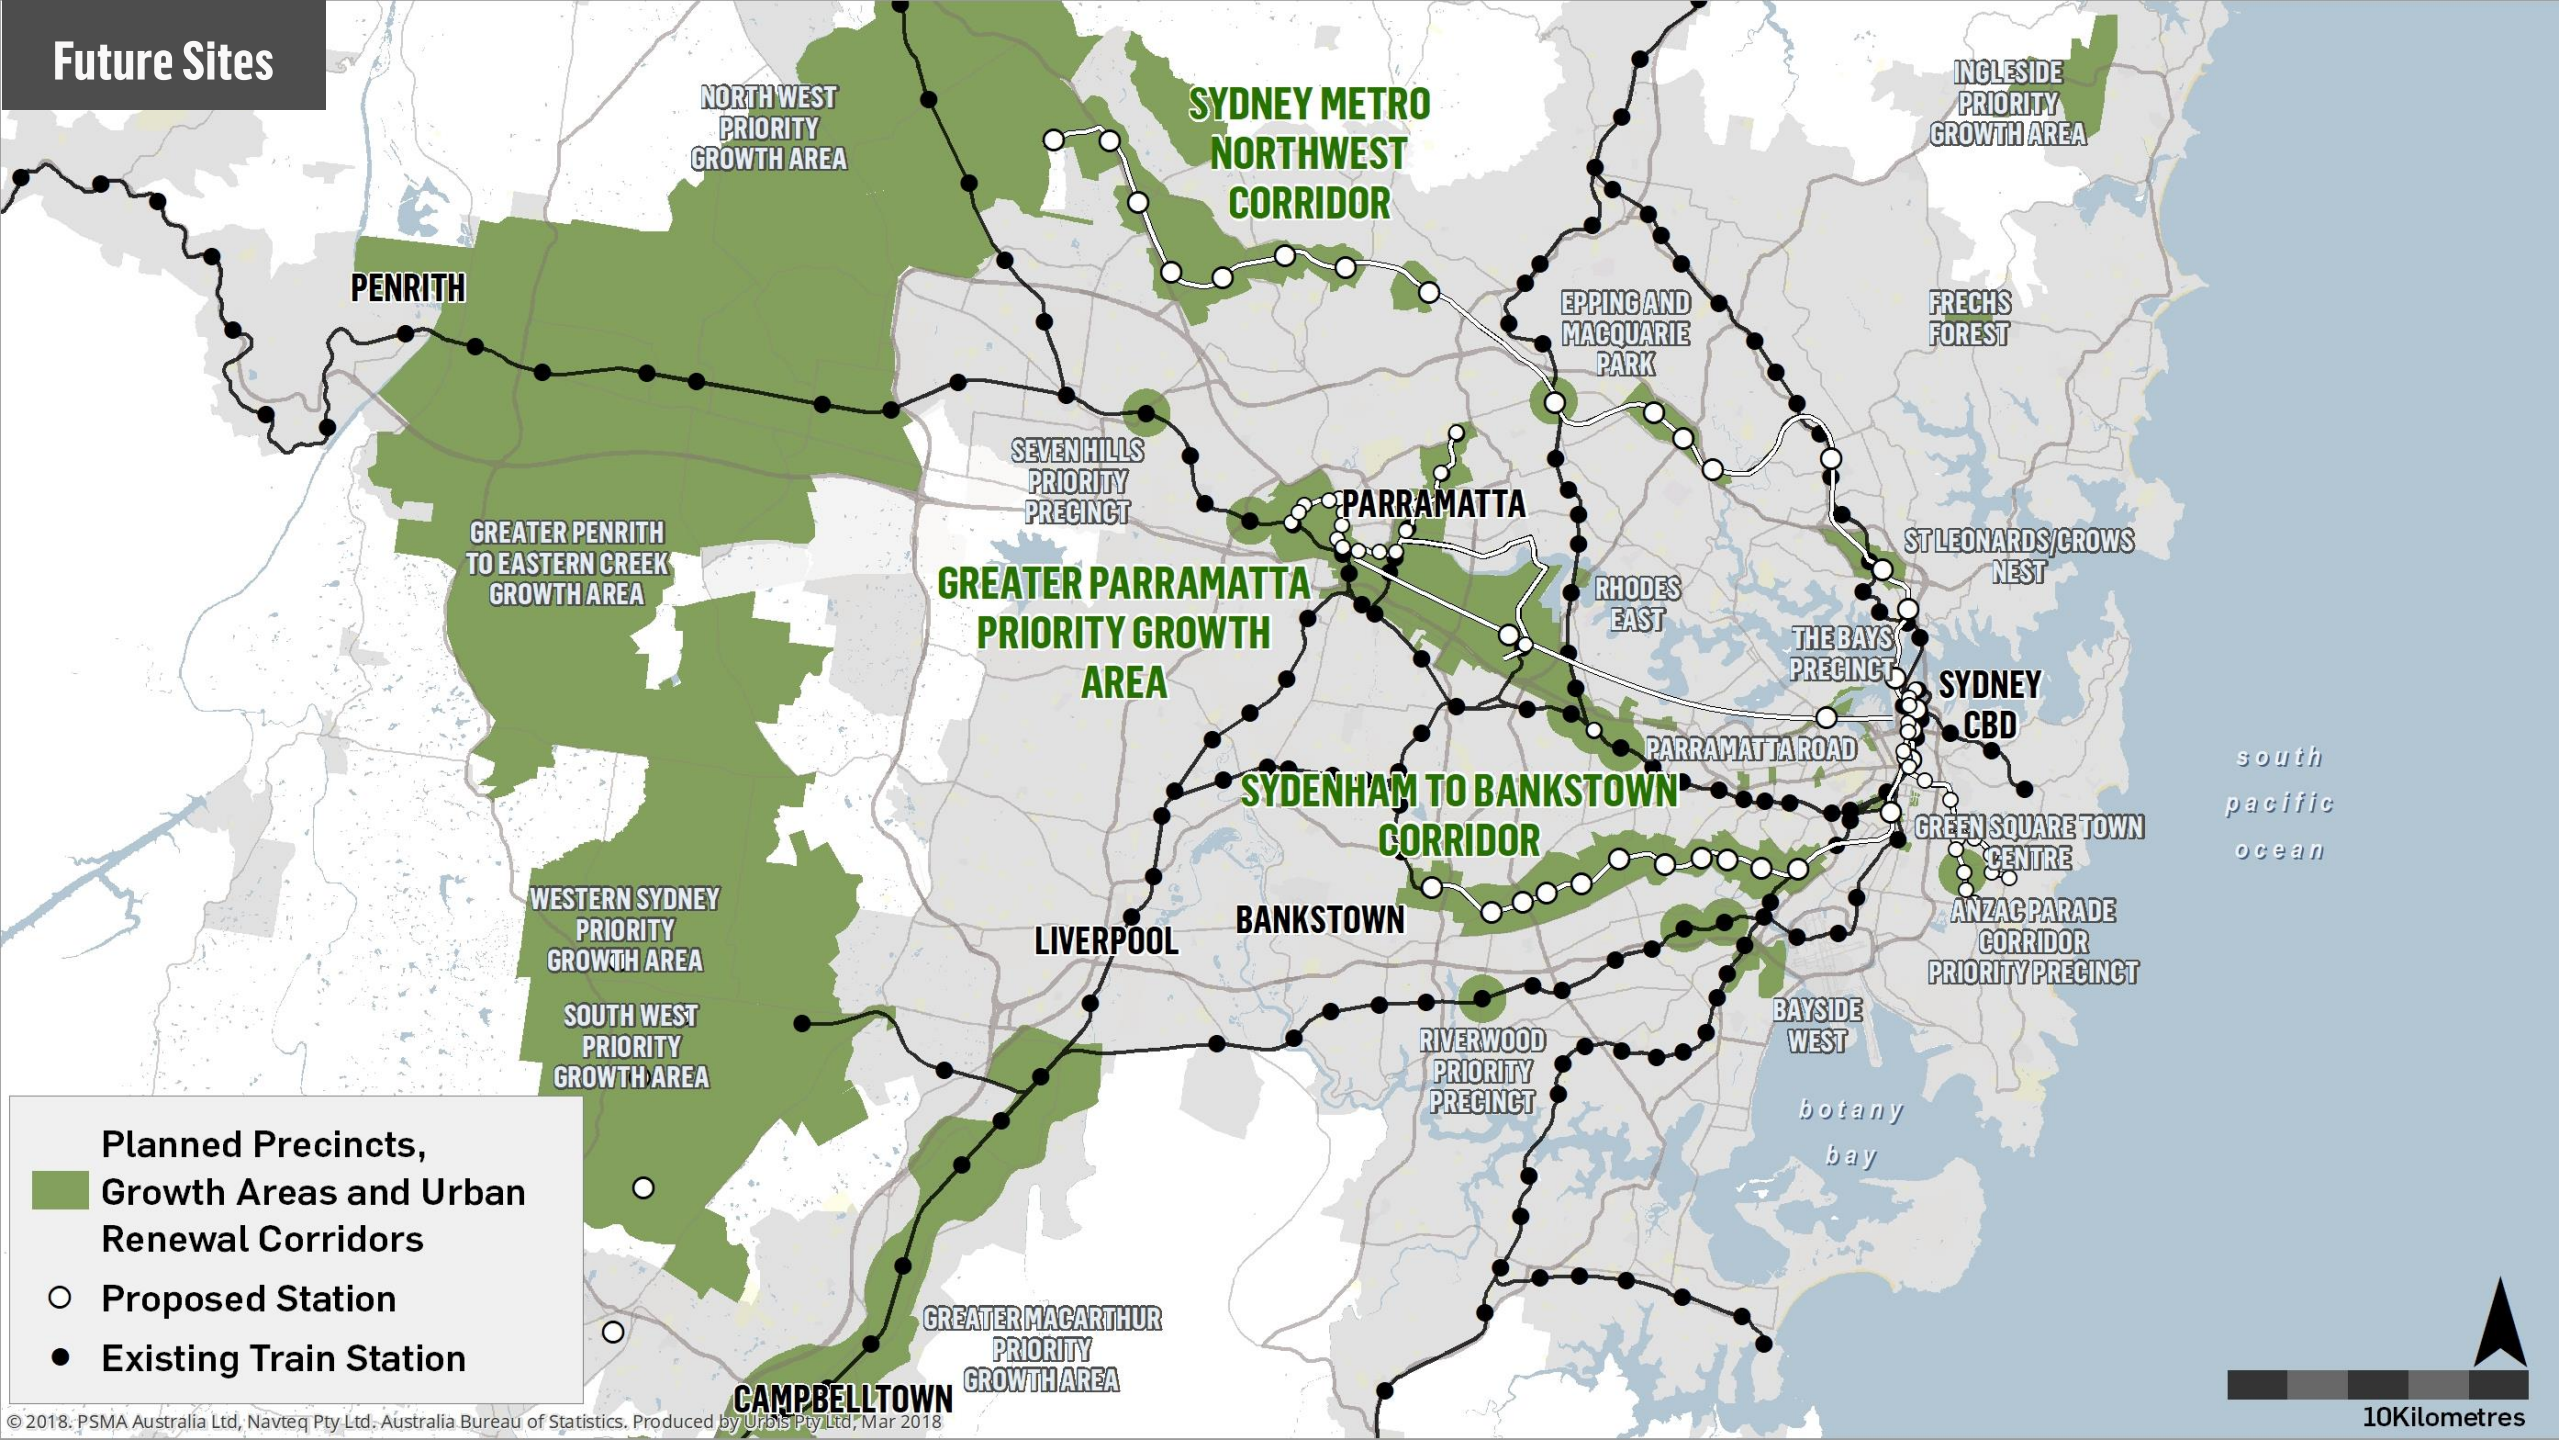 Future Sites
NORTH WEST
PRIORITY
GROWTH AREA
SYDNEY METRO
NORTHWEST
CORRIDOR
INGLESIDE
PRIORITY
GROWTH AREA
PENRITH
EPPING AND
MACQUARIE
PARK
FRECHS
FOREST
SEVEN HILLS
PRIORITY
PRECINCT
PARRAMATTA
GREATER PENRITH
TO EASTERN CREEK
GROWTH AREA
GREATER PARRAMATTA
PRIORITY GROWTH
AREA
RHODES
EAST
ST LEONARDS/CROWS
NEST
THE BAYS
PRECINCT
SYDNEY
CBD
PARRAMATTA ROAD
south
pacific
ocean
SYDENHAM TO BANKSTOWN
CORRIDOR
GREEN SQUARE TOWN
CENTRE
WESTERN SYDNEY
PRIORITY
GROWTH AREA
LIVERPOOL
BANKSTOWN
ANZAC PARADE
CORRIDOR
PRIORITY PRECINCT
SOUTH WEST
PRIORITY
GROWTH AREA
RIVERWOOD
PRIORITY
PRECINCT
BAYSIDE
WEST
botany
bay
Planned Precincts,
Growth Areas and Urban
Renewal Corridors
Proposed Station
Existing Train Station
GREATER MACARTHUR
PRIORITY
GROWTH AREA
CAMPBELLTOWN
10Kilometres
© 2018. PSMA Australia Ltd, Navteq Pty Ltd. Australia Bureau of Statistics. Produced by Urbis Pty Ltd, Mar 2018